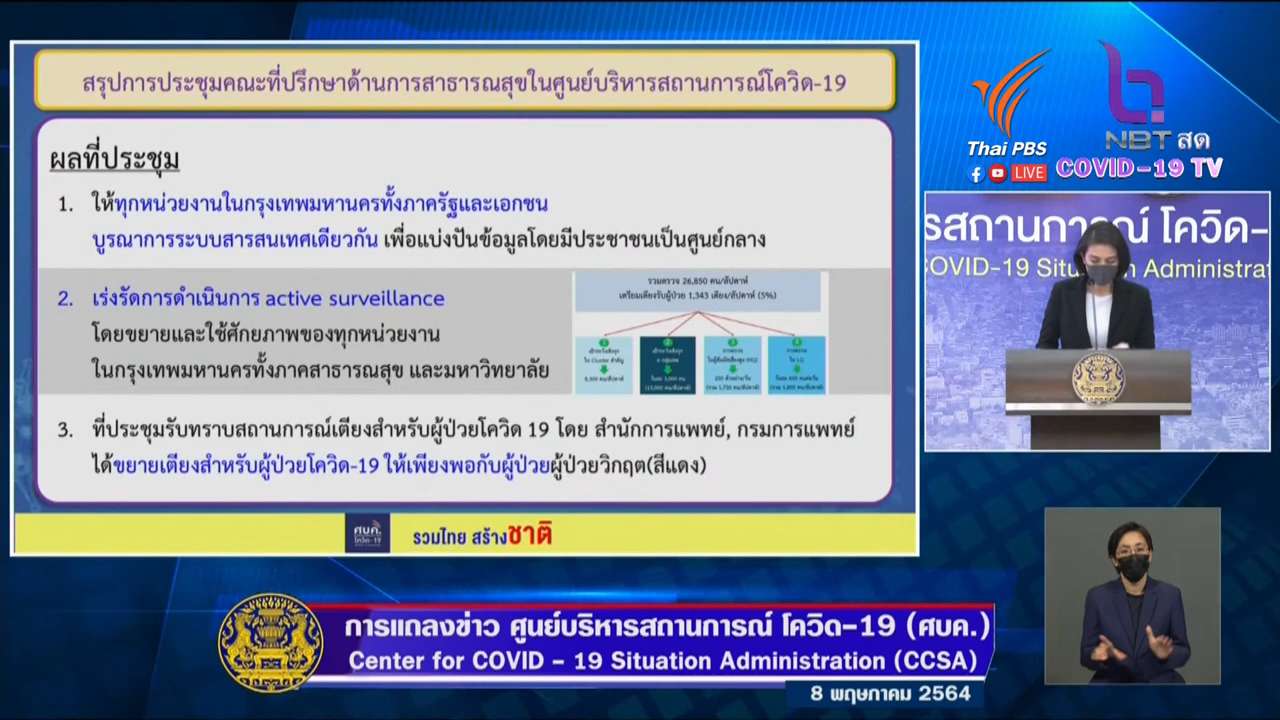 สรุปการประชุมคณะที่ปรึกษาด้านการสาธารณสุขในศูนย์บริหารสถานการณ์โควิด-19
ผลที่ประชุม
1. ให้ทุกหน่วยงานในกรุงเทพมหานครทั้งภาครัฐและเอกชน
บูรณาการระบบสารสนเทศเดียวกัน เพื่อแบ่งปันข้อมูลโดยมีประชาชนเป็นศูนย์กลาง
2. เร่งรัดการดำเนินการ active surveillance
โดยขยายและใช้ศักยภาพของทุกหน่วยงาน
ในกรุงเทพมหานครทั้งภาคสาธารณสุข และมหาวิทยาลัย
รวมตรวจ 26,850 คน/สัปดาห์
เตรียมเตียงรับผู้ป่วย 1,343 เตียง/สัปดาห์ (5%)
1
2
3
4
3. ที่ประชุมรับทราบสถานการณ์เตียงสำหรับผู้ป่วยโควิด 19 โดย สำนักการแพทย์, กรมการแพทย์
ได้ขยายเตียงสำหรับผู้ป่วยโควิด-19 ให้เพียงพอกับผู้ป่วยผู้ป่วยวิกฤต(สีแดง)
ศบค.
โควิด-19
รวมไทย สร้างชาติ
Thai PBS
LIVE
NBT สด
COVID-19 TV
รสถานการณ์ โควิด-
COVID-19 Situation Administrat
การแถลงข่าว ศูนย์บริหารสถานการณ์ โควิด-19 (ศบค.)
Center for COVID – 19 Situation Administration (CCSA)
8 พฤษภาคม 2564